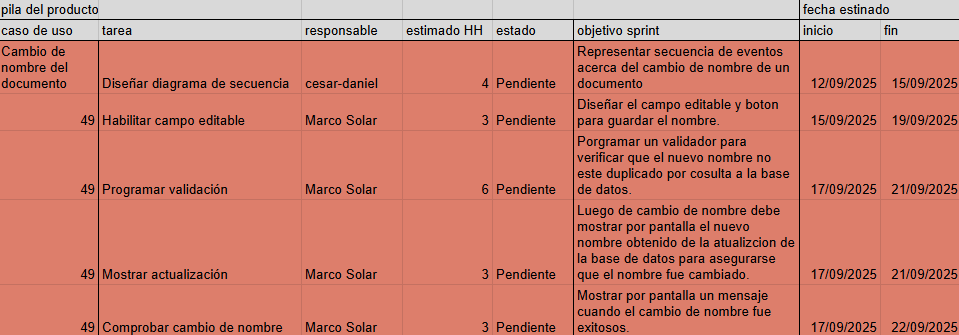 pila del producto fecha estinado
caso de uso tarea responsable estimado HH estado objetivo sprint inicio fin
Cambio de
nombre del
documento Diseñar diagrama de secuencia cesar-daniel 4 Pendiente
Representar secuencia de eventos
acerca del cambio de nombre de un
documento
12/09/2025 15/09/2025
49 Habilitar campo editable Marco Solar 3 Pendiente
Diseñar el campo editable y boton
para guardar el nombre.
15/09/2025 19/09/2025
49 Programar validación Marco Solar 6 Pendiente
Porgramar un validador para
verificar que el nuevo nombre no
este duplicado por cosulta a la base
de datos.
17/09/2025 21/09/2025
49 Mostrar actualización Marco Solar 3 Pendiente
Luego de cambio de nombre debe
mostrar por pantalla el nuevo
nombre obtenido de la atualizcion de
la base de datos para asegurarse
que el nombre fue cambiado.
17/09/2025 21/09/2025
49 Comprobar cambio de nombre Marco Solar 3 Pendiente
Mostrar por pantalla un mensaje
cuando el cambio de nombre fue
exitosos.
17/09/2025 22/09/2025